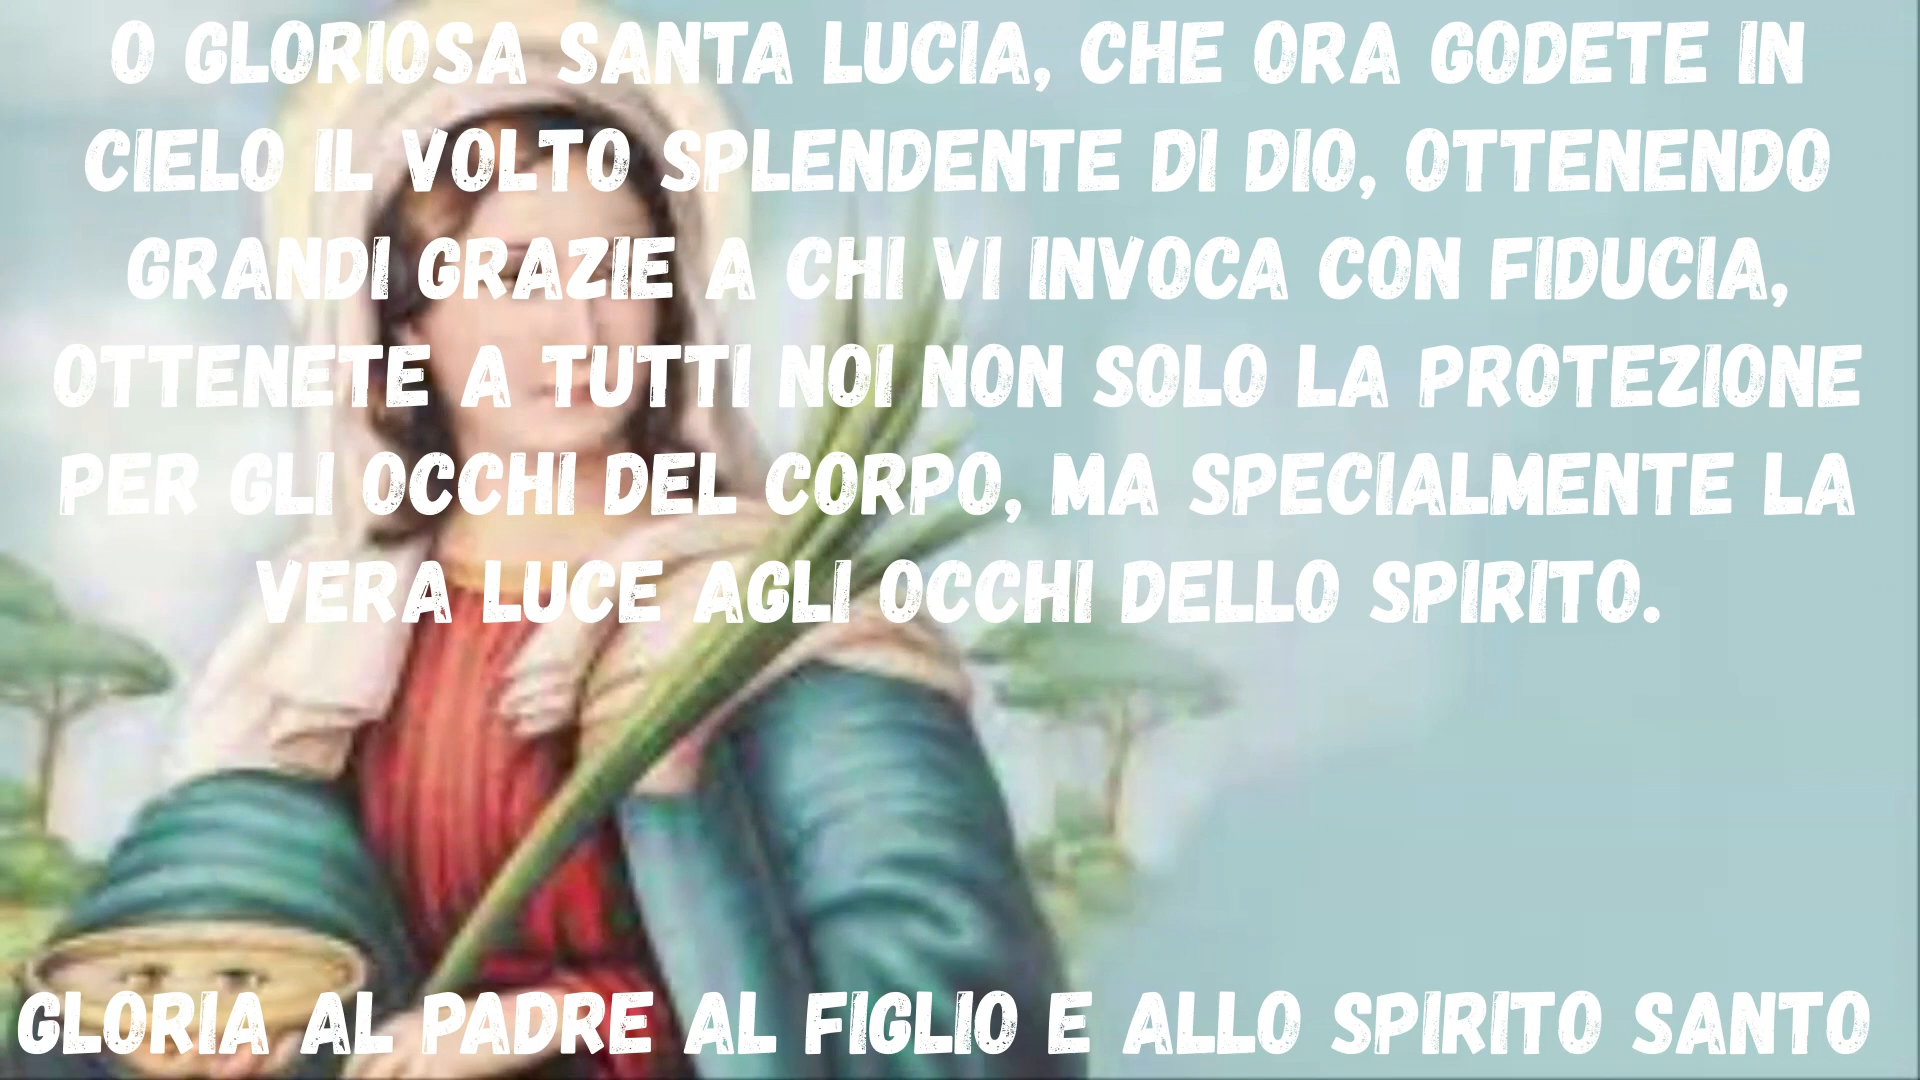 O GLORIOSA SANTA LUCIA, CHE ORA GODETE IN
CIELO IL VOLTO SPLENDENTE DI DIO, OTTENENDO
GRANDI GRAZIE A CHI VI INVOCA CON FIDUCIA,
OTTENETE A TUTTI NOI NON SOLO LA PROTEZIONE
PER GLI OCCHI DEL CORPO, MA SPECIALMENTE LA
VERA LUCE AGLI OCCHI DELLO SPIRITO.
GLORIA AL PADRE AL FIGLIO E ALLO SPIRITO SANTO